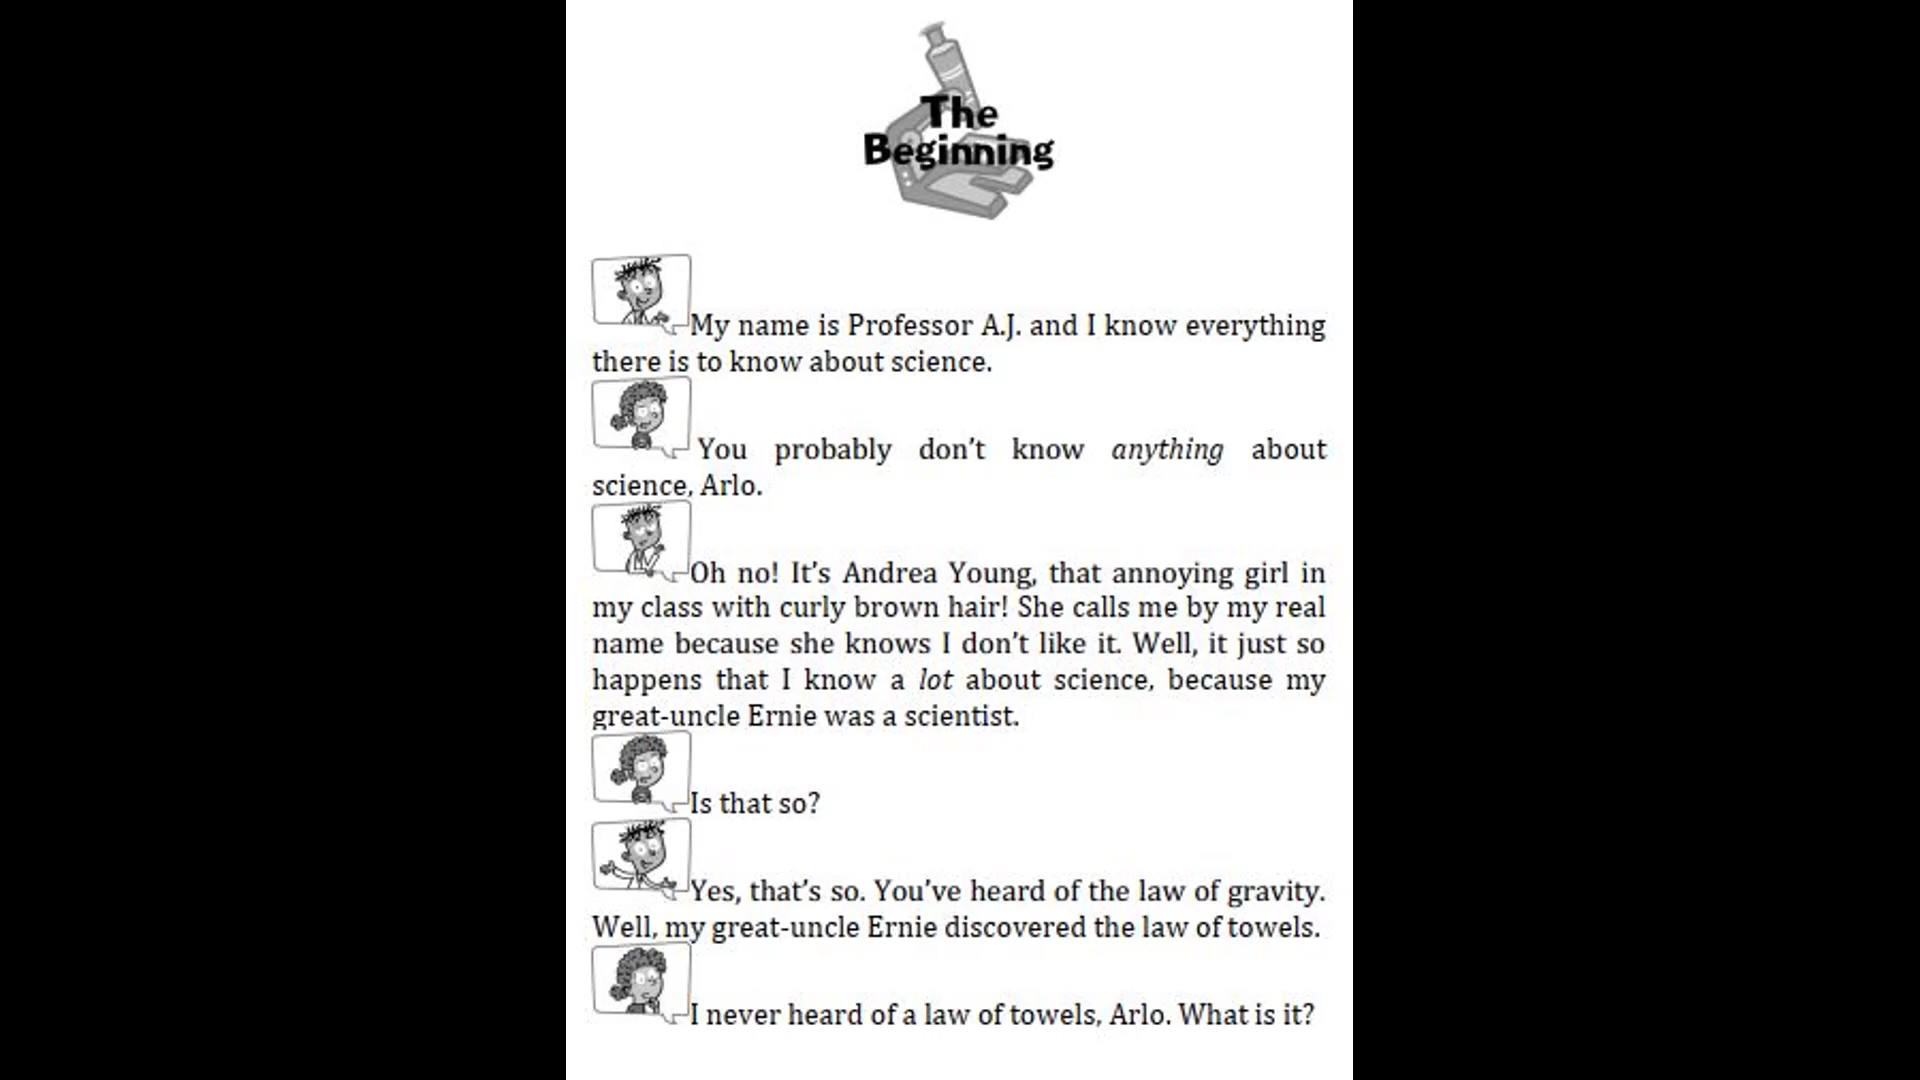 The
Beginning
My name is Professor A.J. and I know everything
there is to know about science.
You probably don’t know anything about
science, Arlo.
Oh no! It’s Andrea Young, that annoying girl in
my class with curly brown hair! She calls me by my real
name because she knows I don’t like it. Well, it just so
happens that I know a lot about science, because my
great-uncle Ernie was a scientist.
Is that so?
Yes, that’s so. You’ve heard of the law of gravity.
Well, my great-uncle Ernie discovered the law of towels.
I never heard of a law of towels, Arlo. What is it?